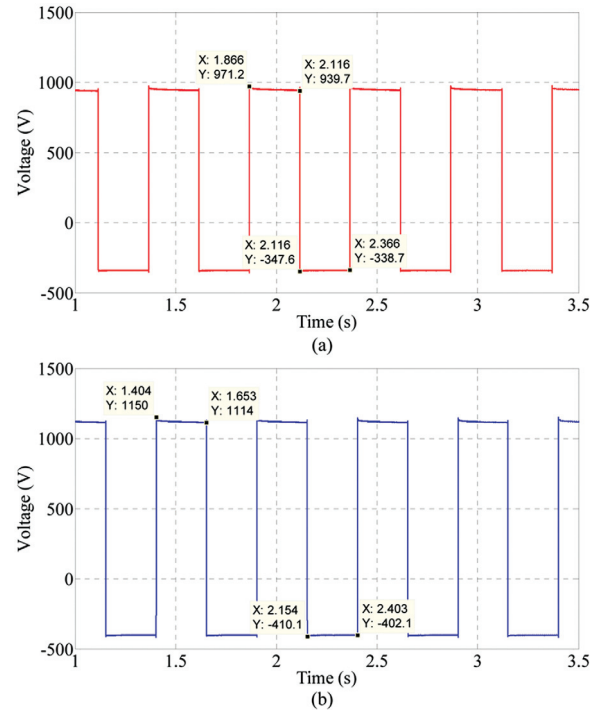 1500
X: 1.866
Y: 971.2
X: 2.116
Y: 939.7
1000
Voltage (V)
500
0
X: 2.116
Y: -347.6
X: 2.366
Y: -338.7
-500
1 1.5 2 2.5 3 3.5
Time (s)
(a)
1500
X: 1.404
Y: 1150
X: 1.653
Y: 1114
1000
Voltage (V)
500
0
X: 2.154
Y: -410.1
X: 2.403
Y: -402.1
-500
1 1.5 2 2.5 3 3.5
Time (s)
(b)